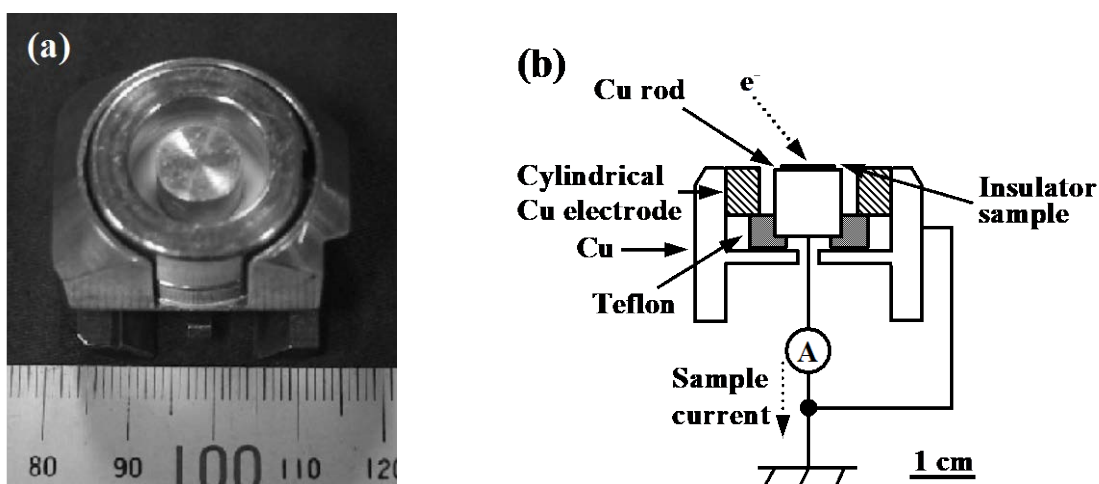 (a)
80 90 100 110 120
(b)
Cu rod
e⁻
Cylindrical
Cu electrode
Cu
Teflon
Insulator
sample
A
Sample
current
1 cm